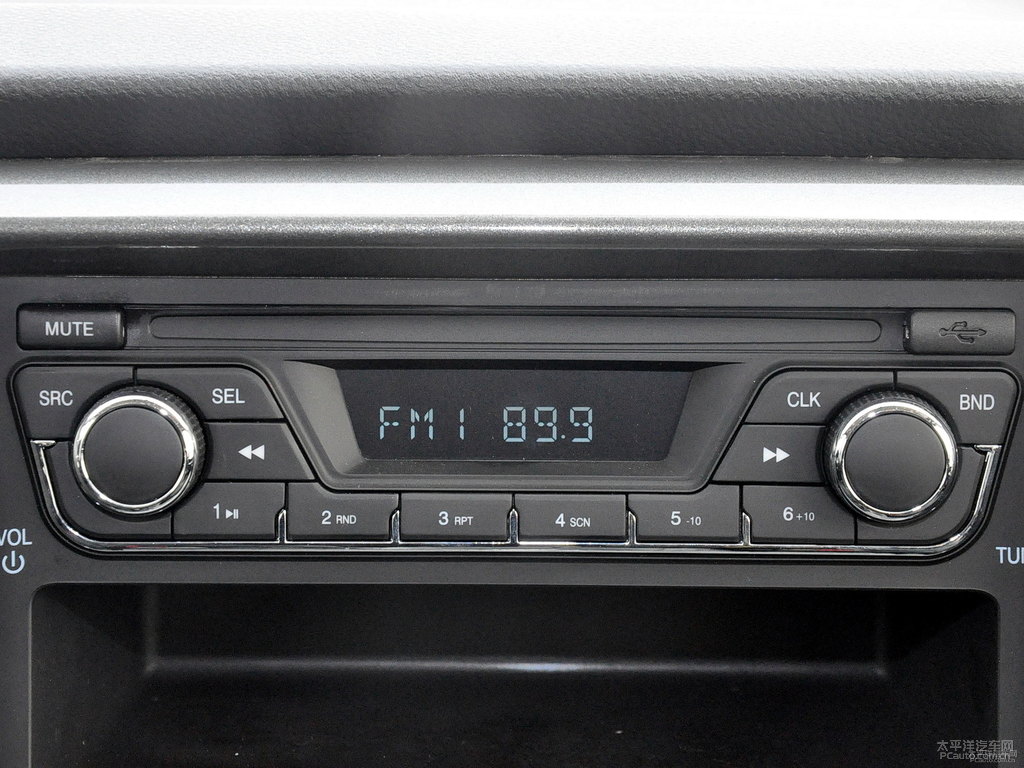 MUTE
SRC
SEL
CLK
BND
FM1 89.9
1
2 RND
3 RPT
4 SCN
5 -10
6 +10
VOL
TU
太平洋汽车网
PCauto.com.cn